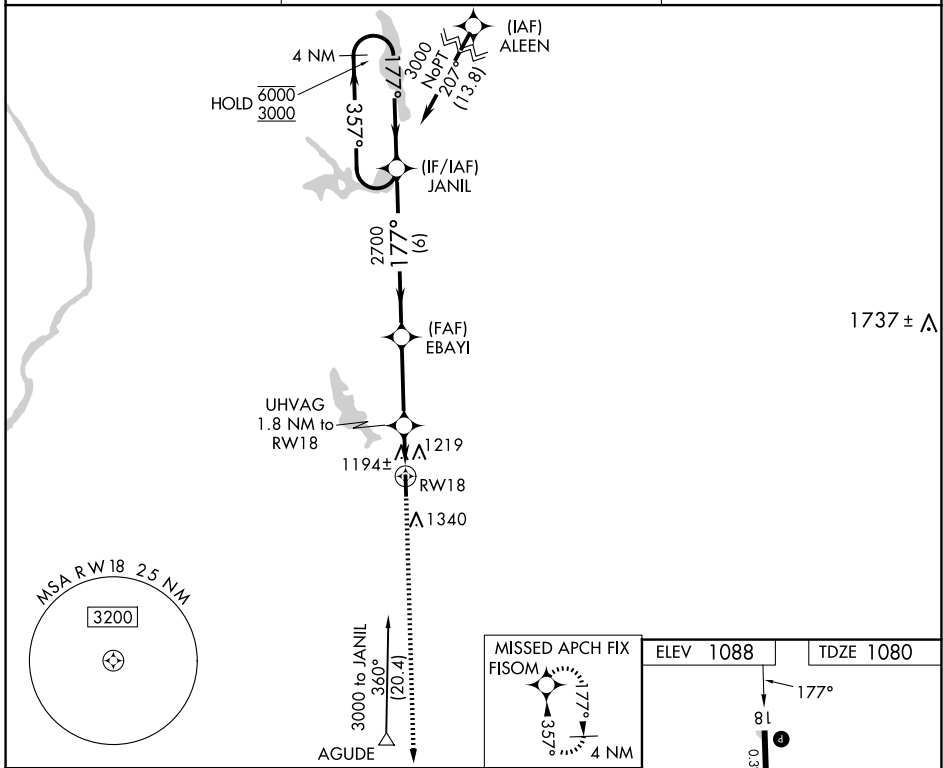 (IAF)
ALEEN
4 NM
HOLD 6000
3000
177°
357°
3000
NoPT
207°
(13.8)
(IF/IAF)
JANIL
2700
177°
(6)
(FAF)
EBAYI
1737±
UHVAG
1.8 NM to
RW18
1219
1194±
RW18
1340
MSA RW18 25 NM
3200
3000 to JANIL
360°
(20.4)
AGUDE
MISSED APCH FIX
FISOM
177°
357°
4 NM
ELEV 1088
TDZE 1080
177°
18
P
0.3